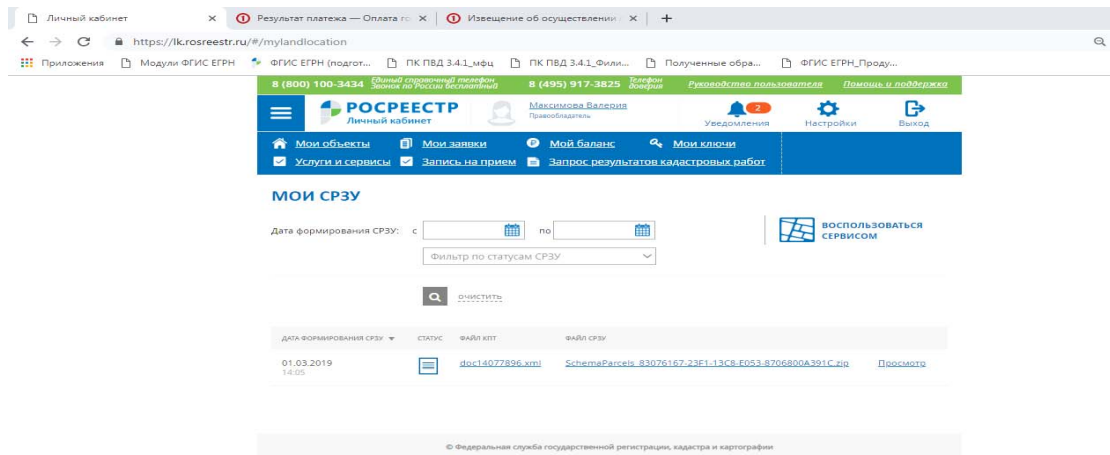 Личный кабинет
Результат платежа — Оплата го
Извещение об осуществлении
https://lk.rosreestr.ru/#/mylandlocation
Приложения Модули ФГИС ЕГРН ФГИС ЕГРН (подгот... ПК ПВД 3.4.1_мфц ПК ПВД 3.4.1_Фили... Полученные обра... ФГИС ЕГРН_Проду...
8 (800) 100-3434 Единый справочный телефон Звонок по России бесплатный 8 (495) 917-3825 Телефон доверия Руководство пользователя Помощь и поддержка
РОСРЕЕСТР
Личный кабинет
Максимова Валерия
Правообладатель
2
Уведомления Настройки Выход
Мои объекты Мои заявки Мой баланс Мои ключи
Услуги и сервисы Запись на прием Запрос результатов кадастровых работ
МОИ СРЗУ
Дата формирования СРЗУ: с по
ВОСПОЛЬЗОВАТЬСЯ
СЕРВИСОМ
Фильтр по статусам СРЗУ
очистить
ДАТА ФОРМИРОВАНИЯ СРЗУ СТАТУС ФАЙЛ КПТ ФАЙЛ СРЗУ
01.03.2019 doc14077896.xml SchemaParcels_83076167-23F1-13C8-E053-8706800A391C.zip Просмотр
14:05
© Федеральная служба государственной регистрации, кадастра и картографии